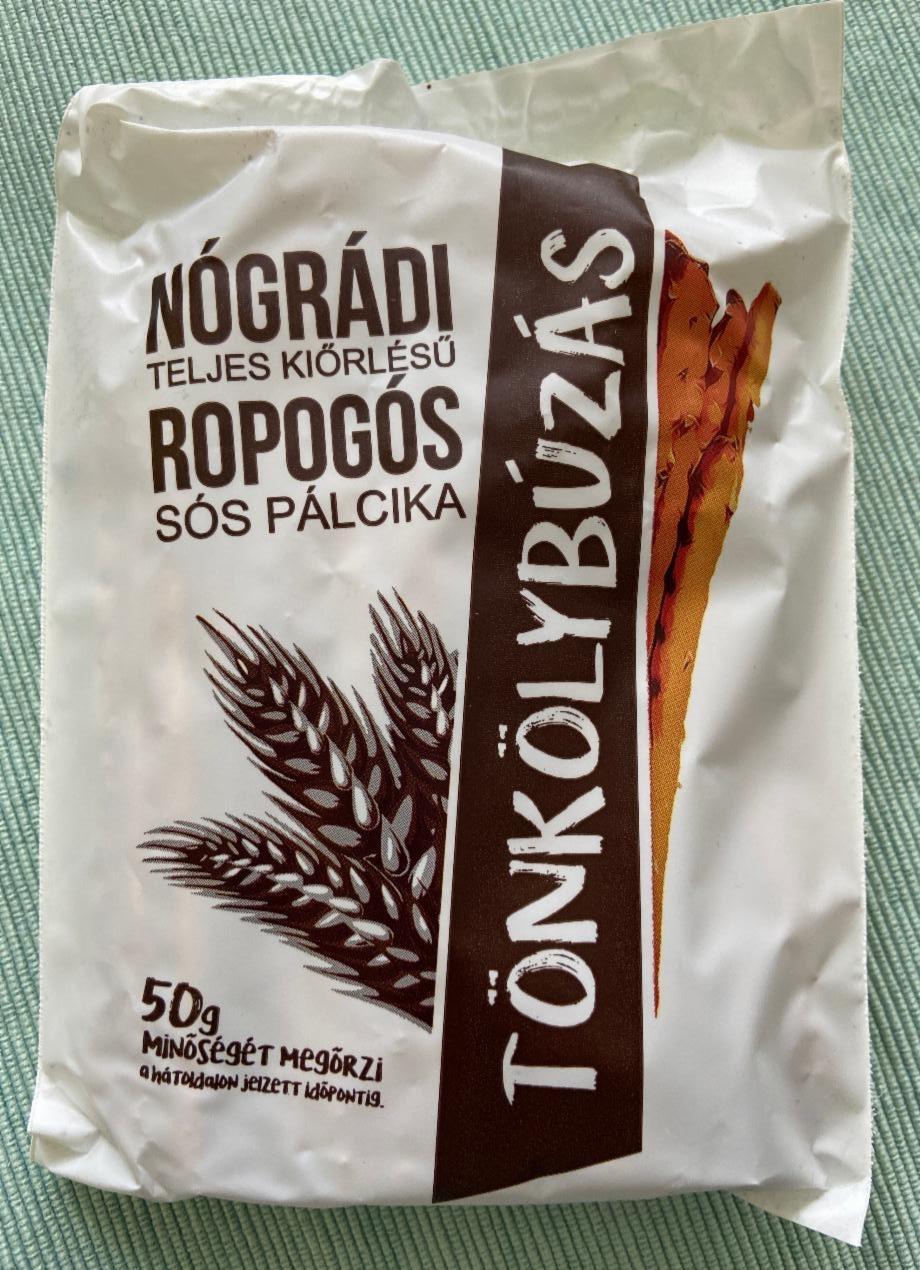 NÓGRÁDI
TELJES KIŐRLÉSŰ
ROPOGÓS
SÓS PÁLCIKA
TÖNKÖLYBÚZÁS
50g
MINŐSÉGÉT MEGŐRZI
a hátoldalon jelzett időpontig.